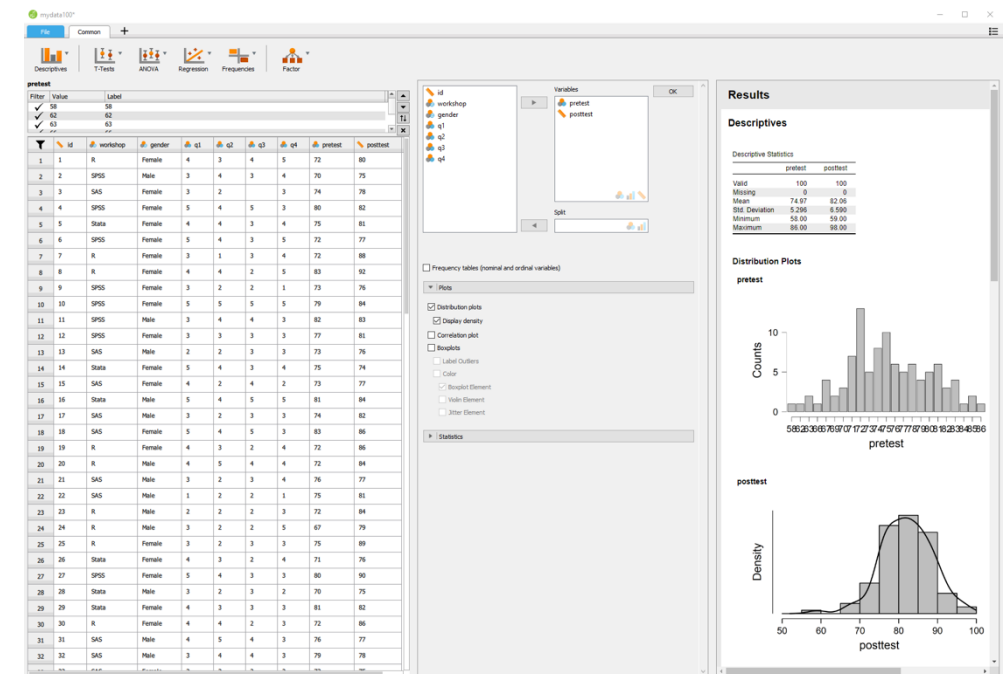 mydata100*
File Common +
Descriptives T-Tests ANOVA Regression Frequencies Factor
pretest
Filter Value Label
58 58
62 62
63 63
id workshop gender q1 q2 q3 q4 pretest posttest
1 1 R Female 4 3 4 5 72 80
2 2 SPSS Male 3 4 3 4 70 75
3 3 SAS Female 3 2 3 74 78
4 4 SPSS Female 5 4 5 3 80 82
5 5 Stata Female 4 4 3 4 75 81
6 6 SPSS Female 5 4 3 5 72 77
7 7 R Female 3 1 3 4 72 88
8 8 R Female 4 4 2 5 83 92
9 9 SPSS Female 3 2 2 1 73 76
10 10 SPSS Female 5 5 5 5 79 84
11 11 SPSS Male 3 4 4 3 82 83
12 12 SPSS Female 3 3 3 3 77 81
13 13 SAS Male 2 2 3 3 73 76
14 14 Stata Female 5 4 3 4 75 74
15 15 SAS Female 4 2 4 2 73 77
16 16 Stata Male 5 4 5 5 81 84
17 17 SAS Male 3 2 3 3 74 82
18 18 SAS Female 5 4 5 3 83 86
19 19 R Female 4 3 2 4 72 86
20 20 R Male 4 5 4 4 72 84
21 21 SAS Male 3 2 3 4 76 77
22 22 SAS Male 1 2 2 1 75 81
23 23 R Male 2 2 2 3 72 84
24 24 R Male 3 2 2 5 67 79
25 25 R Female 3 2 3 3 75 89
26 26 Stata Female 4 3 2 4 71 76
27 27 SPSS Female 5 4 3 3 80 90
28 28 Stata Male 3 2 3 2 70 75
29 29 Stata Female 4 3 3 3 81 82
30 30 R Female 4 4 2 3 72 86
31 31 SAS Male 4 5 4 3 76 77
32 32 SAS Male 3 4 4 3 79 78
id
workshop
gender
q1
q2
q3
q4
Variables
OK
pretest
posttest
Split
Frequency tables (nominal and ordinal variables)
Plots
Distribution plots
Display density
Correlation plot
Boxplots
Label Outliers
Color
Boxplot Element
Violin Element
Jitter Element
Statistics
Results
Descriptives
Descriptive Statistics
pretest posttest
Valid 100 100
Missing 0 0
Mean 74.97 82.06
Std. Deviation 5.296 6.590
Minimum 58.00 59.00
Maximum 86.00 98.00
Distribution Plots
pretest
10
Counts
5
0
pretest
posttest
Density
50 60 70 80 90 100
posttest